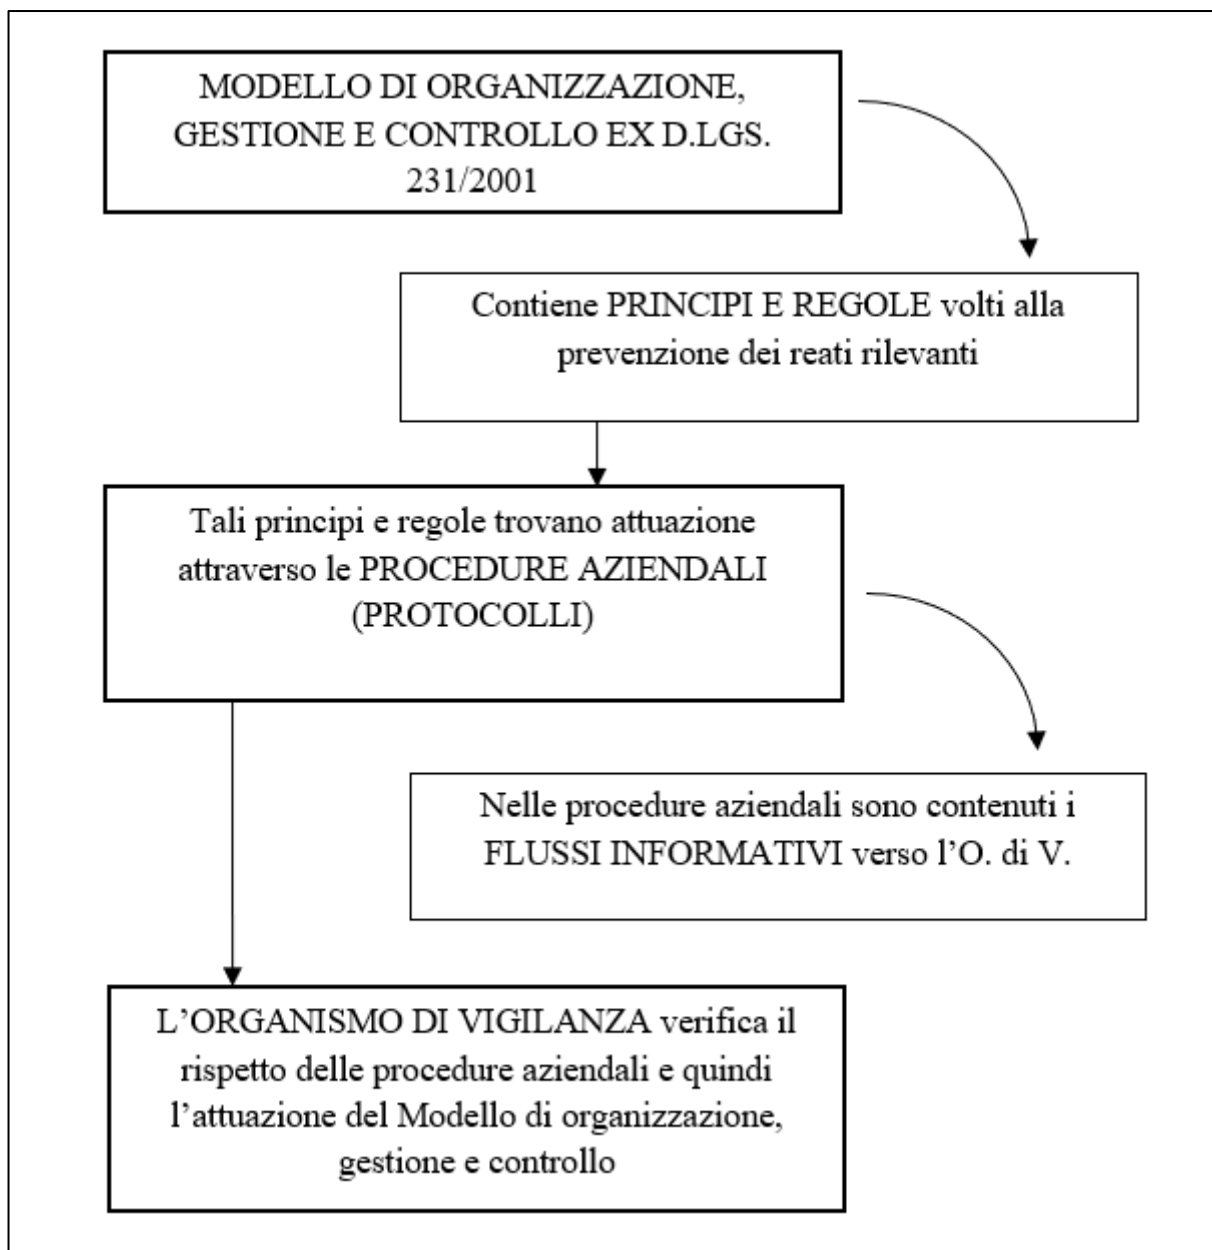 MODELLO DI ORGANIZZAZIONE,
GESTIONE E CONTROLLO EX D.LGS.
231/2001
Contiene PRINCIPI E REGOLE volti alla
prevenzione dei reati rilevanti
Tali principi e regole trovano attuazione
attraverso le PROCEDURE AZIENDALI
(PROTOCOLLI)
Nelle procedure aziendali sono contenuti i
FLUSSI INFORMATIVI verso l’O. di V.
L’ORGANISMO DI VIGILANZA verifica il
rispetto delle procedure aziendali e quindi
l’attuazione del Modello di organizzazione,
gestione e controllo